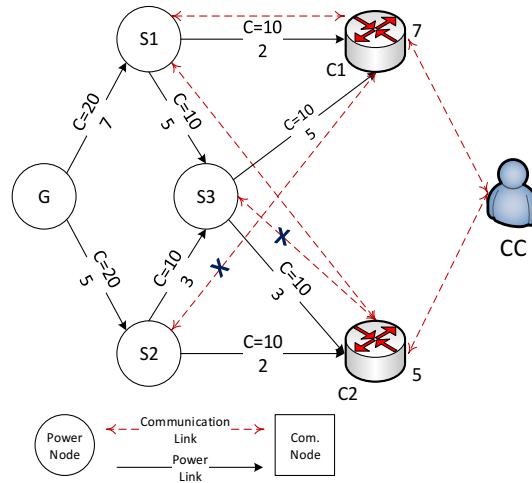 S1
C=10
2
7
C1
C=20
7
C=10
5
C=10
5
G
S3
CC
X
X
C=20
5
C=10
3
C=10
3
S2
C=10
2
C2
5
Power
Node
Communication
Link
Power
Link
Com.
Node